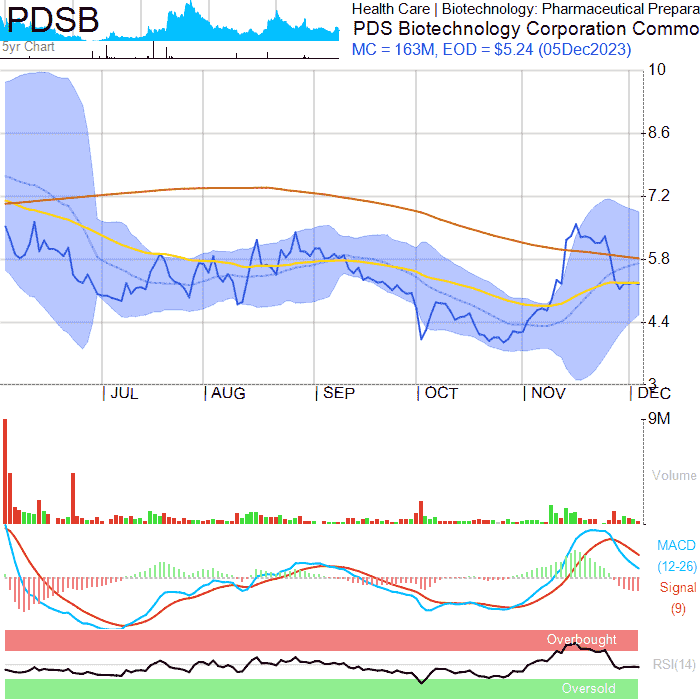 PDSB
5yr Chart
Health Care | Biotechnology: Pharmaceutical Prepara
PDS Biotechnology Corporation Commo
MC = 163M, EOD = $5.24 (05Dec2023)
10
8.6
7.2
5.8
4.4
3
JUL AUG SEP OCT NOV DEC
9M
Volume
MACD
(12-26)
Signal
(9)
Overbought
RSI(14)
Oversold